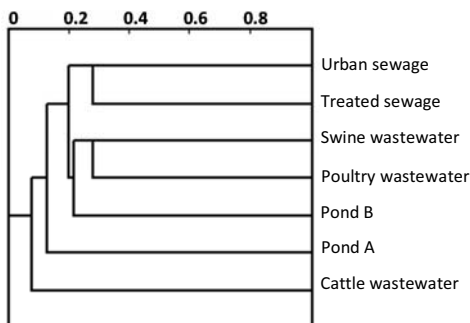 0 0.2 0.4 0.6 0.8
Urban sewage
Treated sewage
Swine wastewater
Poultry wastewater
Pond B
Pond A
Cattle wastewater